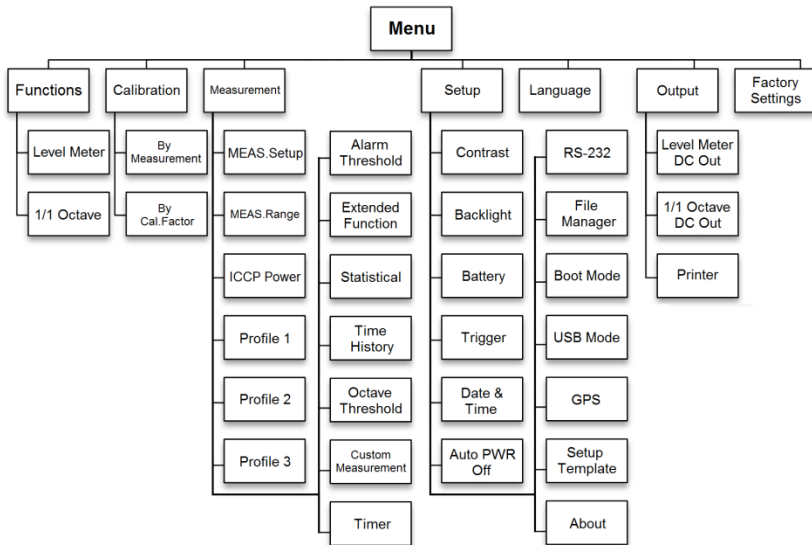 Menu
Functions
Calibration
Measurement
Setup
Language
Output
Factory
Settings
Level Meter
1/1 Octave
By
Measurement
By
Cal.Factor
MEAS.Setup
MEAS.Range
ICCP Power
Profile 1
Profile 2
Profile 3
Alarm
Threshold
Extended
Function
Statistical
Time
History
Octave
Threshold
Custom
Measurement
Timer
Contrast
Backlight
Battery
Trigger
Date &
Time
Auto PWR
Off
RS-232
File
Manager
Boot Mode
USB Mode
GPS
Setup
Template
About
Level Meter
DC Out
1/1 Octave
DC Out
Printer